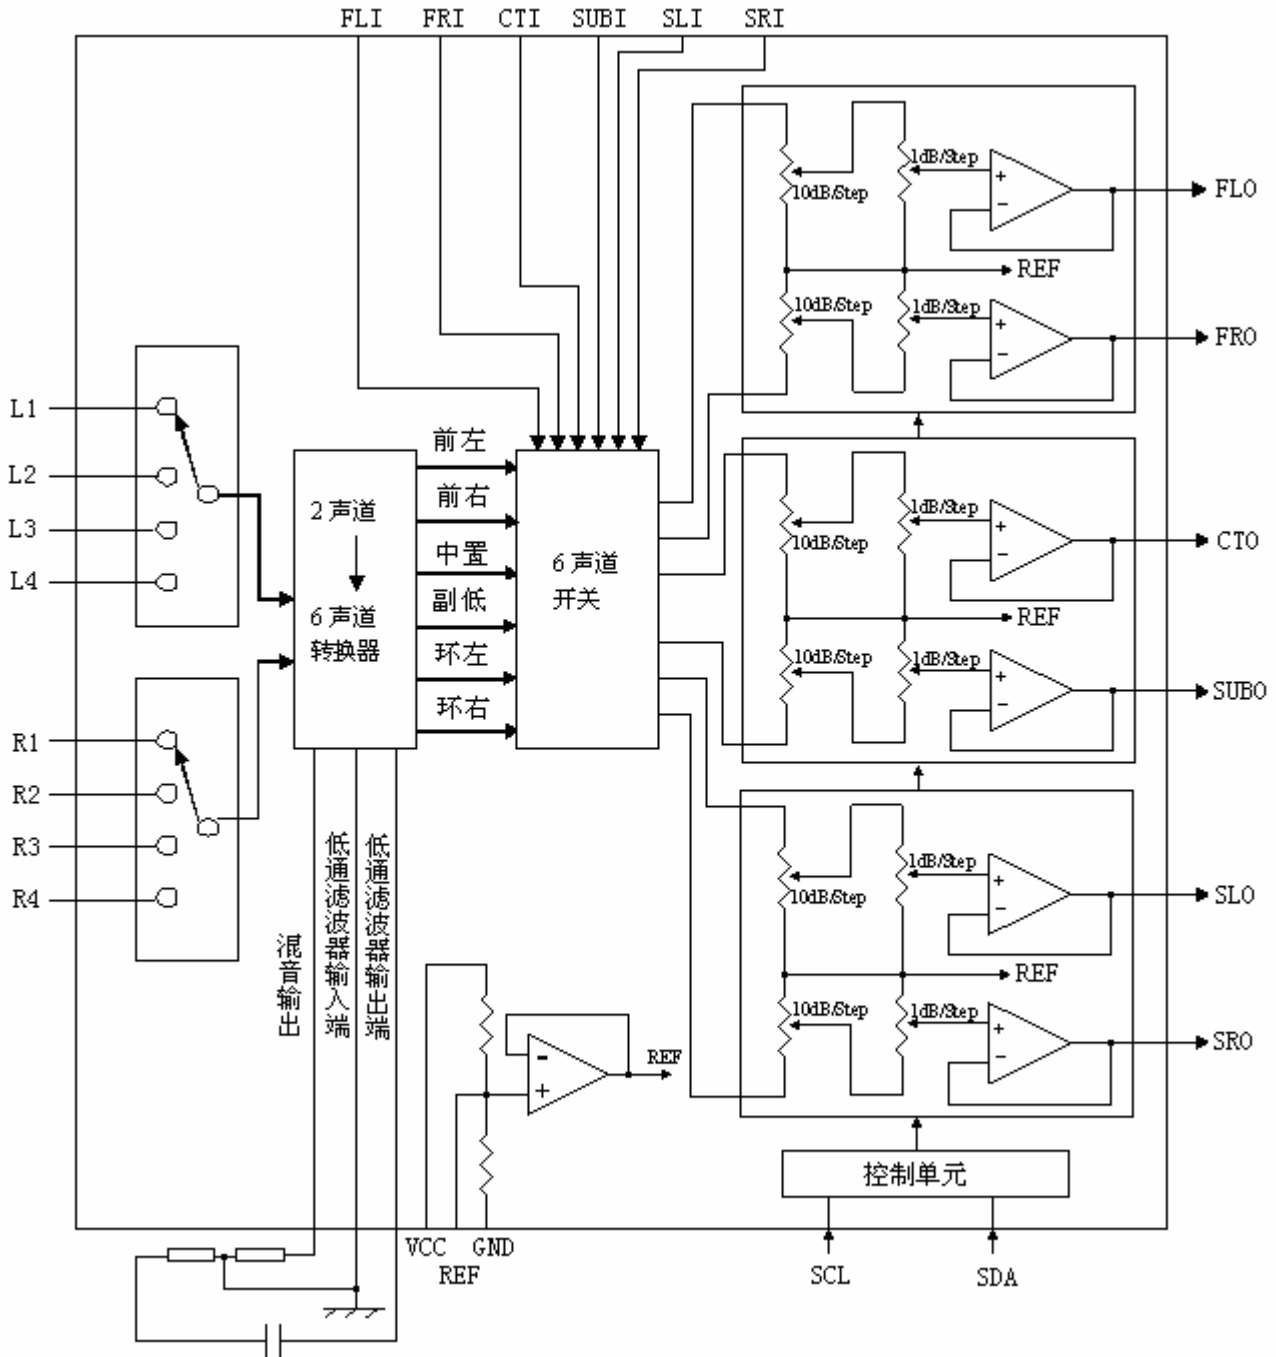 FLI FRI CTI SUBI SLI SRI
1dB/Step
10dB/Step
FLO
REF
10dB/Step
1dB/Step
FRO
L1
L2
L3
L4
2声道
6声道
转换器
前左
前右
中置
副低
环左
环右
6声道
开关
1dB/Step
10dB/Step
CTO
REF
10dB/Step
1dB/Step
SUBO
R1
R2
R3
R4
混音输出
低通滤波器输入端
低通滤波器输出端
1dB/Step
10dB/Step
SLO
REF
10dB/Step
1dB/Step
SRO
REF
控制单元
VCC GND
REF
SCL SDA